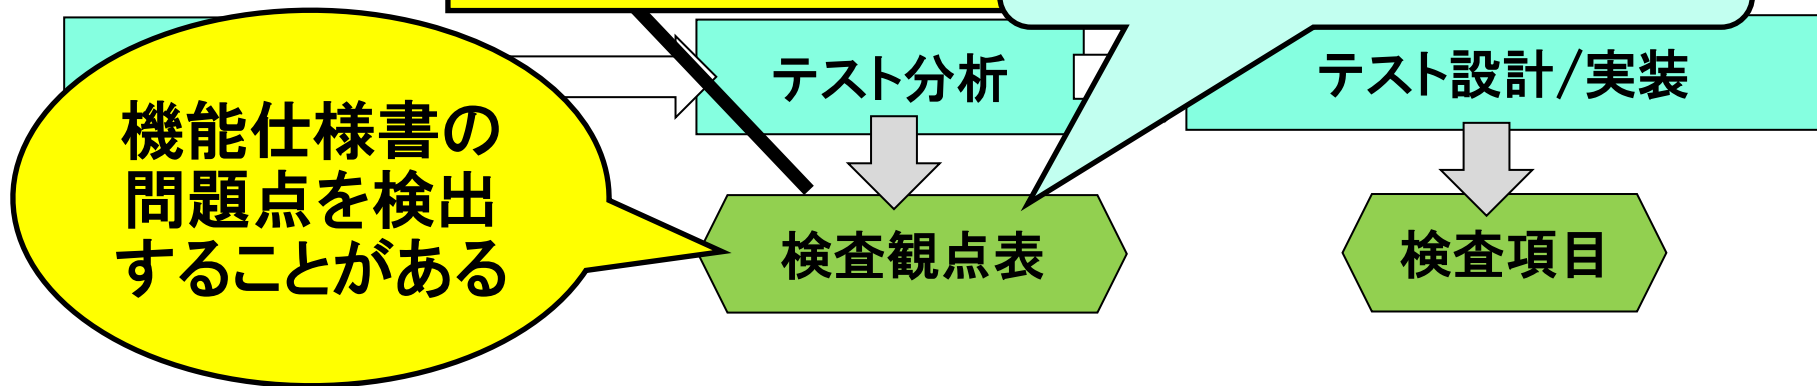 テスト分析
テスト設計/実装
機能仕様書の
問題点を検出
することがある
検査観点表
検査項目